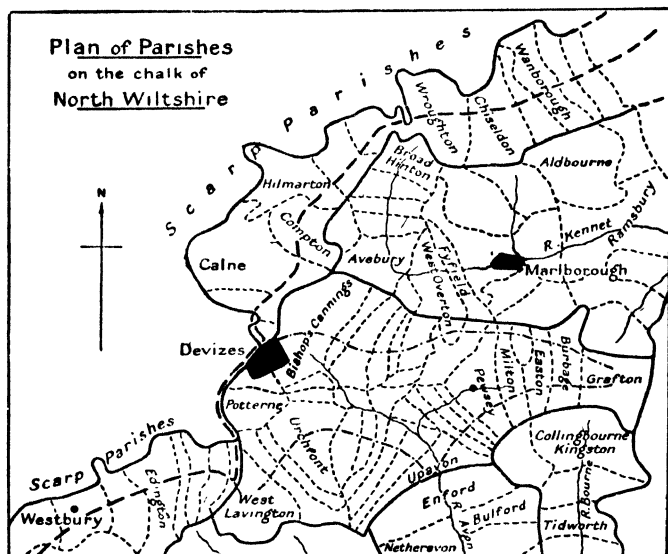 Plan of Parishes
on the chalk of
North Wiltshire
Scarp Parishes
N
Wroughton
Chiseldon
Wanborough
Broad
Hinton
Aldbourne
Hilmarton
Compton
Ramsbury
R. Kennet
Calne
Avebury
Fyfield
West Overton
Marlborough
Bishops Cannings
Devizes
Milton
Easton
Burbage
Grafton
Pewsey
Potterne
Urchfont
Collingbourne
Kingston
Scarp Parishes
Edington
Upavon
Westbury
West
Lavington
Enford
R. Avon
Bulford
R. Bourne
Tidworth
Netheravon